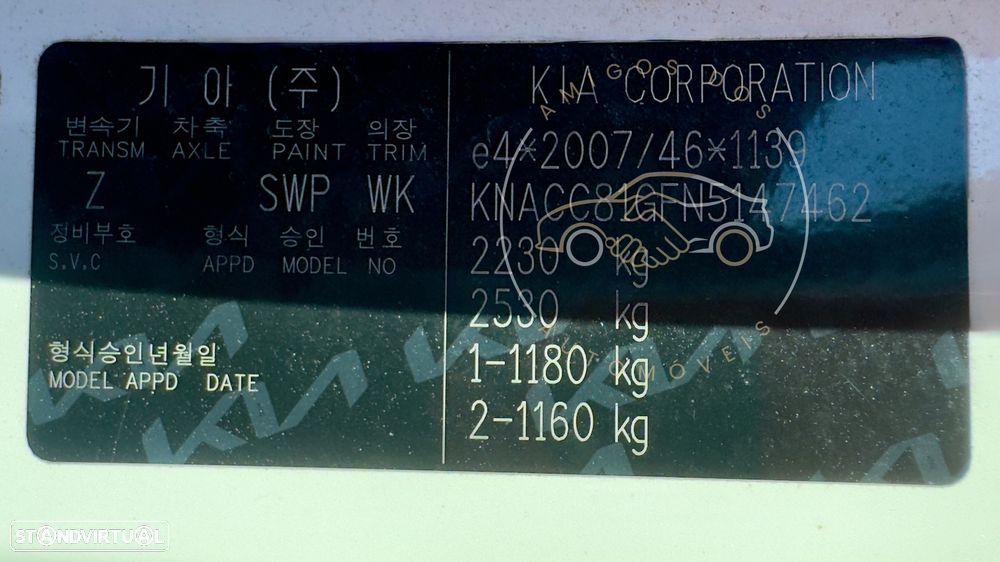 기 아 (주)
변속기 차축 도장 의장
TRANSM AXLE PAINT TRIM
Z SWP WK
정비부호 형식 승인 번호
S.V.C APPD MODEL NO
형식승인년월일
MODEL APPD DATE
KIA CORPORATION
e4*2007/46*1139
KNACC81GFN5147462
2230 kg
2530 kg
1-1180 kg
2-1160 kg
AMIGOS DOS
AUTOMÓVEIS
STANDVIRTUAL